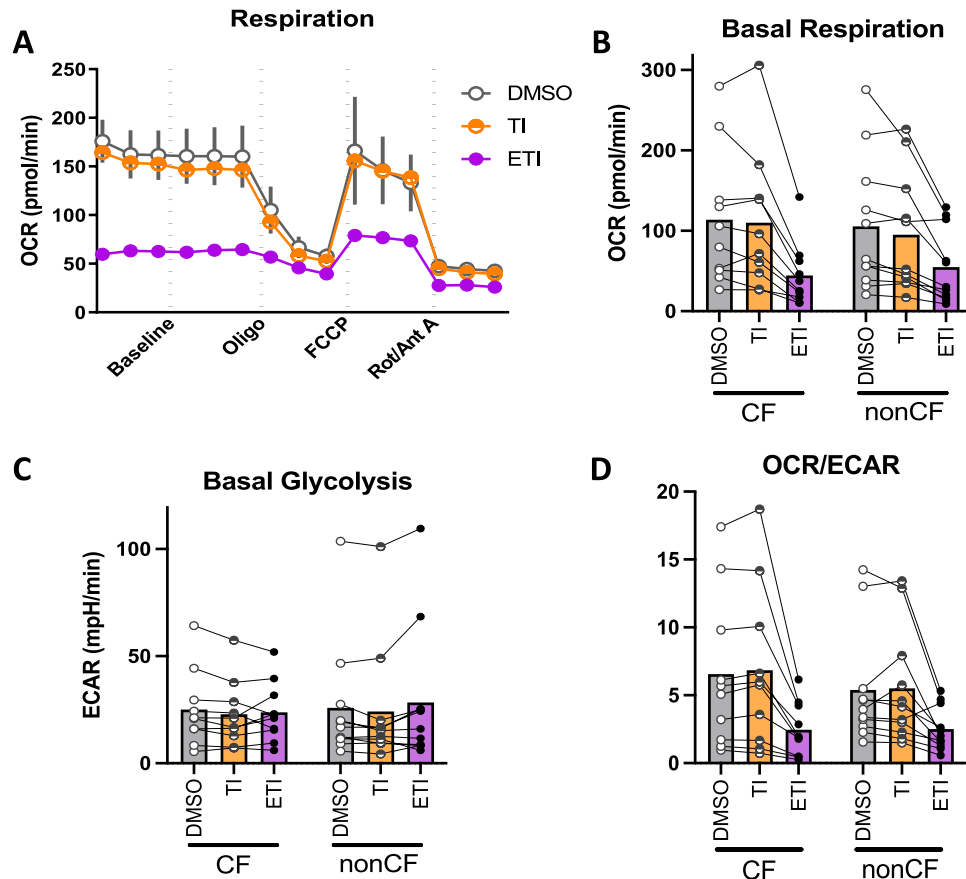 A
Respiration
OCR (pmol/min)
250
200
150
100
50
0
Baseline
Oligo
FCCP
Rot/Ant A
DMSO
TI
ETI
B
Basal Respiration
OCR (pmol/min)
300
200
100
0
DMSO
TI
ETI
DMSO
TI
ETI
CF
nonCF
C
Basal Glycolysis
ECAR (mpH/min)
100
50
0
DMSO
TI
ETI
DMSO
TI
ETI
CF
nonCF
D
OCR/ECAR
20
15
10
5
0
DMSO
TI
ETI
DMSO
TI
ETI
CF
nonCF